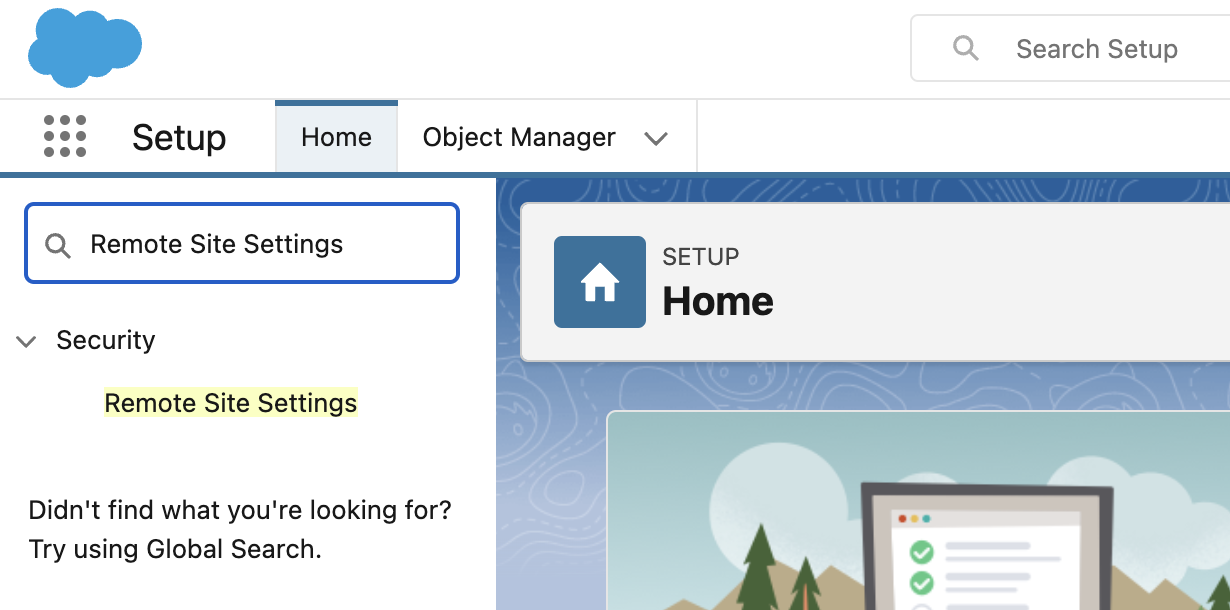 Search Setup
Setup
Home
Object Manager
Remote Site Settings
SETUP
Home
Security
Remote Site Settings
Didn't find what you're looking for?
Try using Global Search.